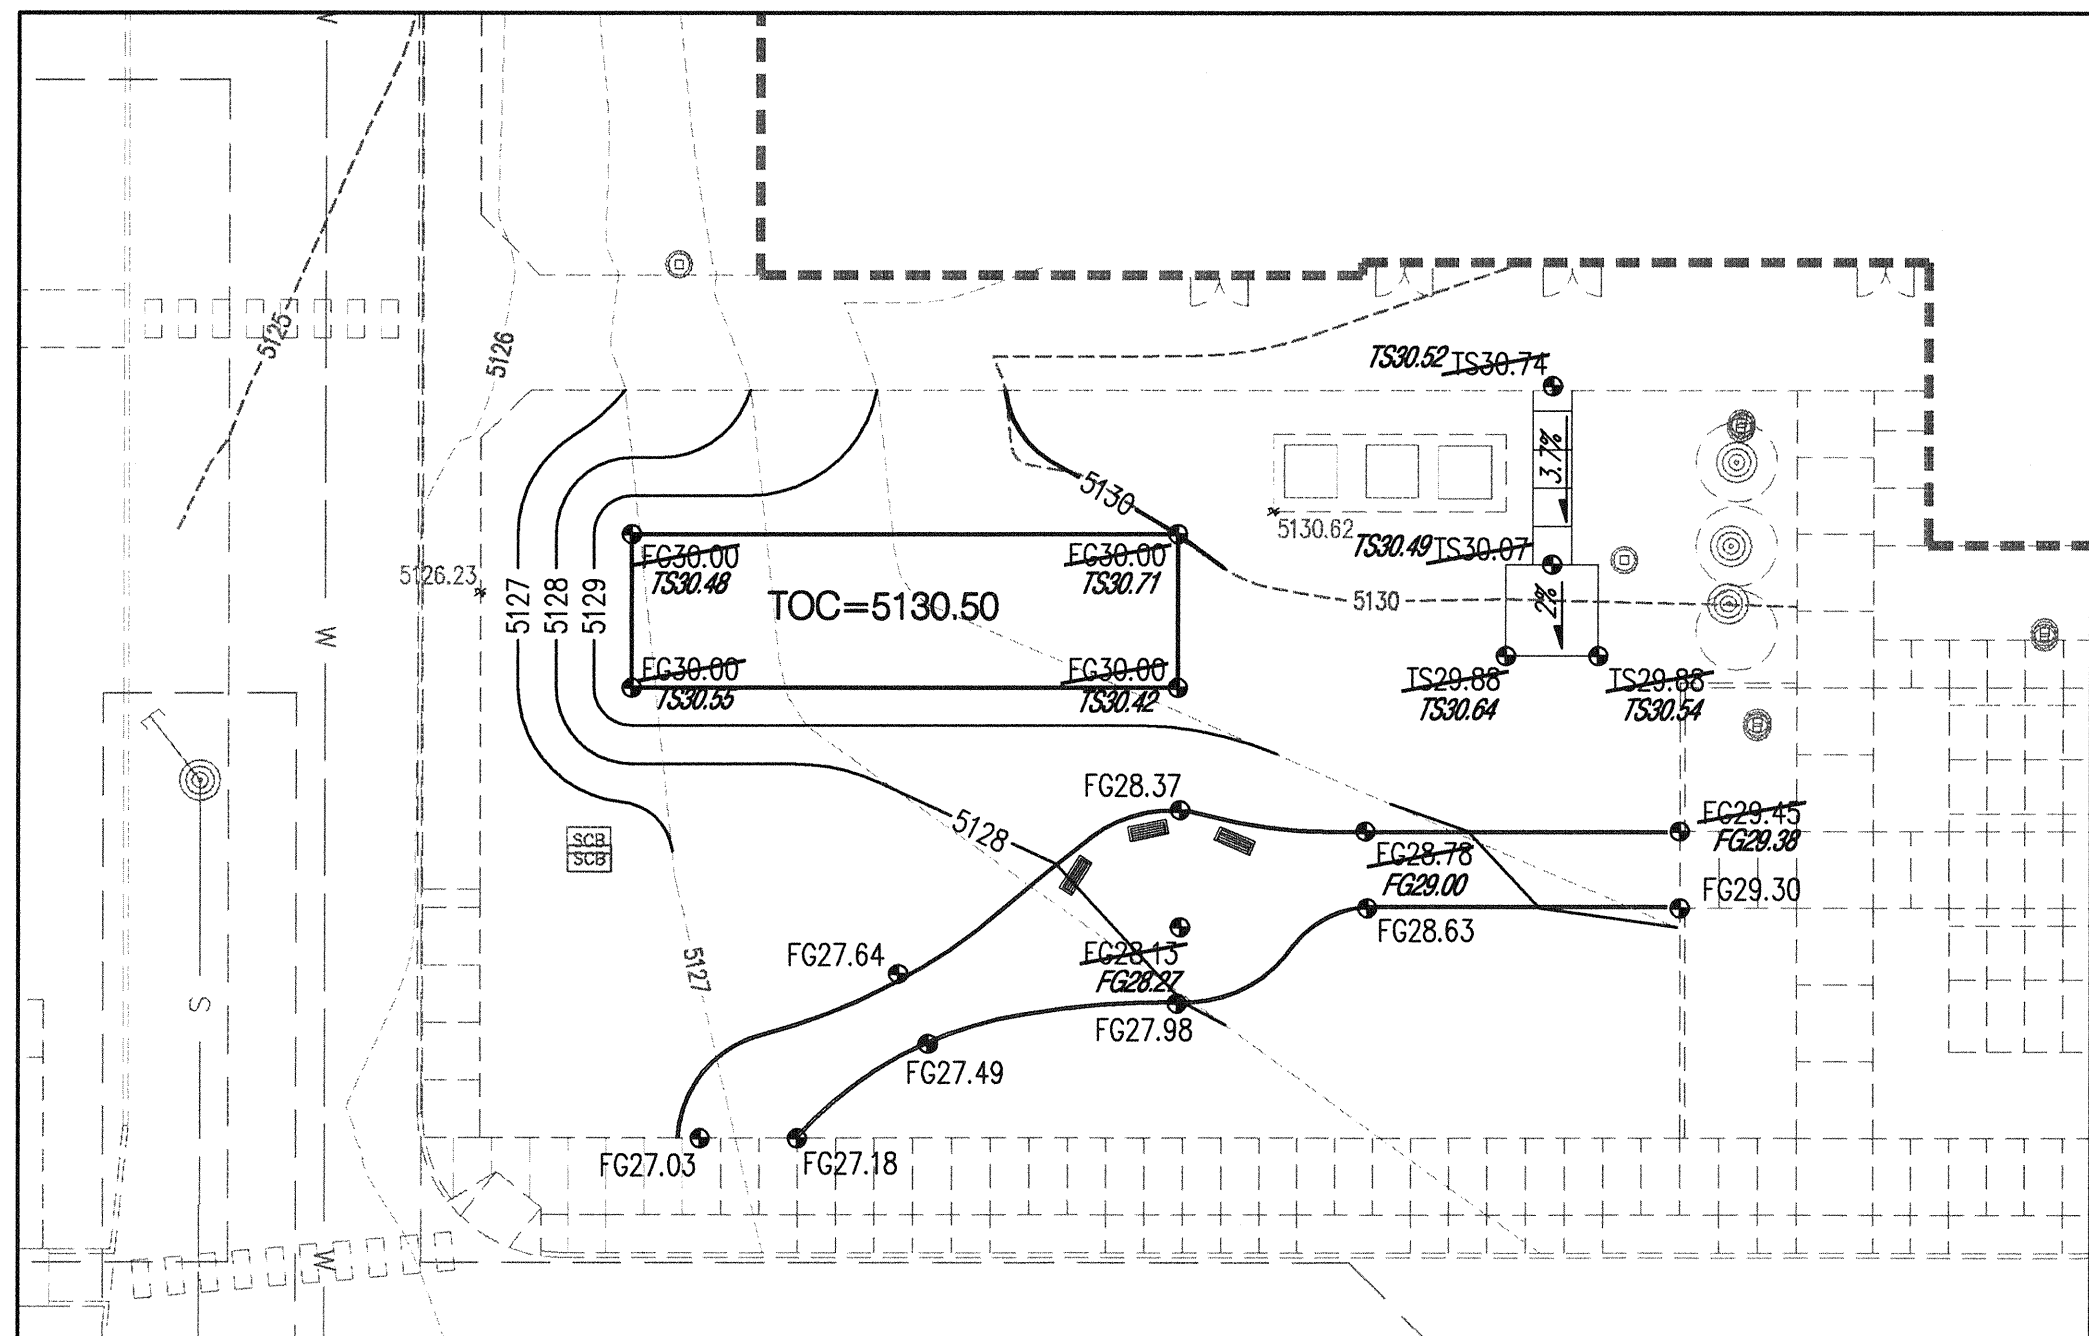 W
5125
5126
TS30.52 TS30.74
3.7%
5130
5130.62
TS30.49 TS30.07
FG30.00
TS30.48
FG30.00
TS30.71
5126.23
5127
5128
5129
TOC=5130.50
5130
2%
W
FG30.00
TS30.55
FG30.00
TS30.42
TS29.88
TS30.64
TS29.88
TS30.54
FG28.37
SCB
SCB
5128
FG29.45
FG29.38
FG28.78
FG29.00
FG29.30
FG28.63
FG27.64
FG28.13
FG28.27
5127
S
FG27.98
FG27.49
FG27.03
FG27.18
W